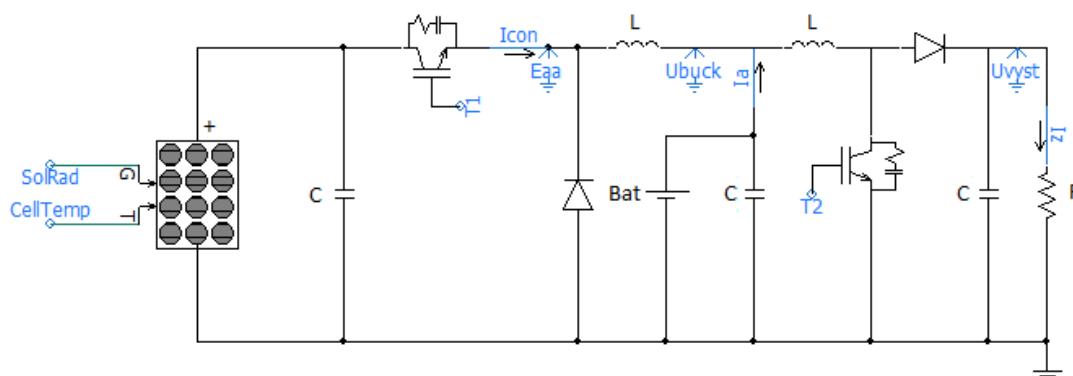 L
L
Icon
Eaa
Ubuck
Ia
Uvyst
T1
+
Iz
SolRad
G
CellTemp
T
C
Bat
C
T2
C
R